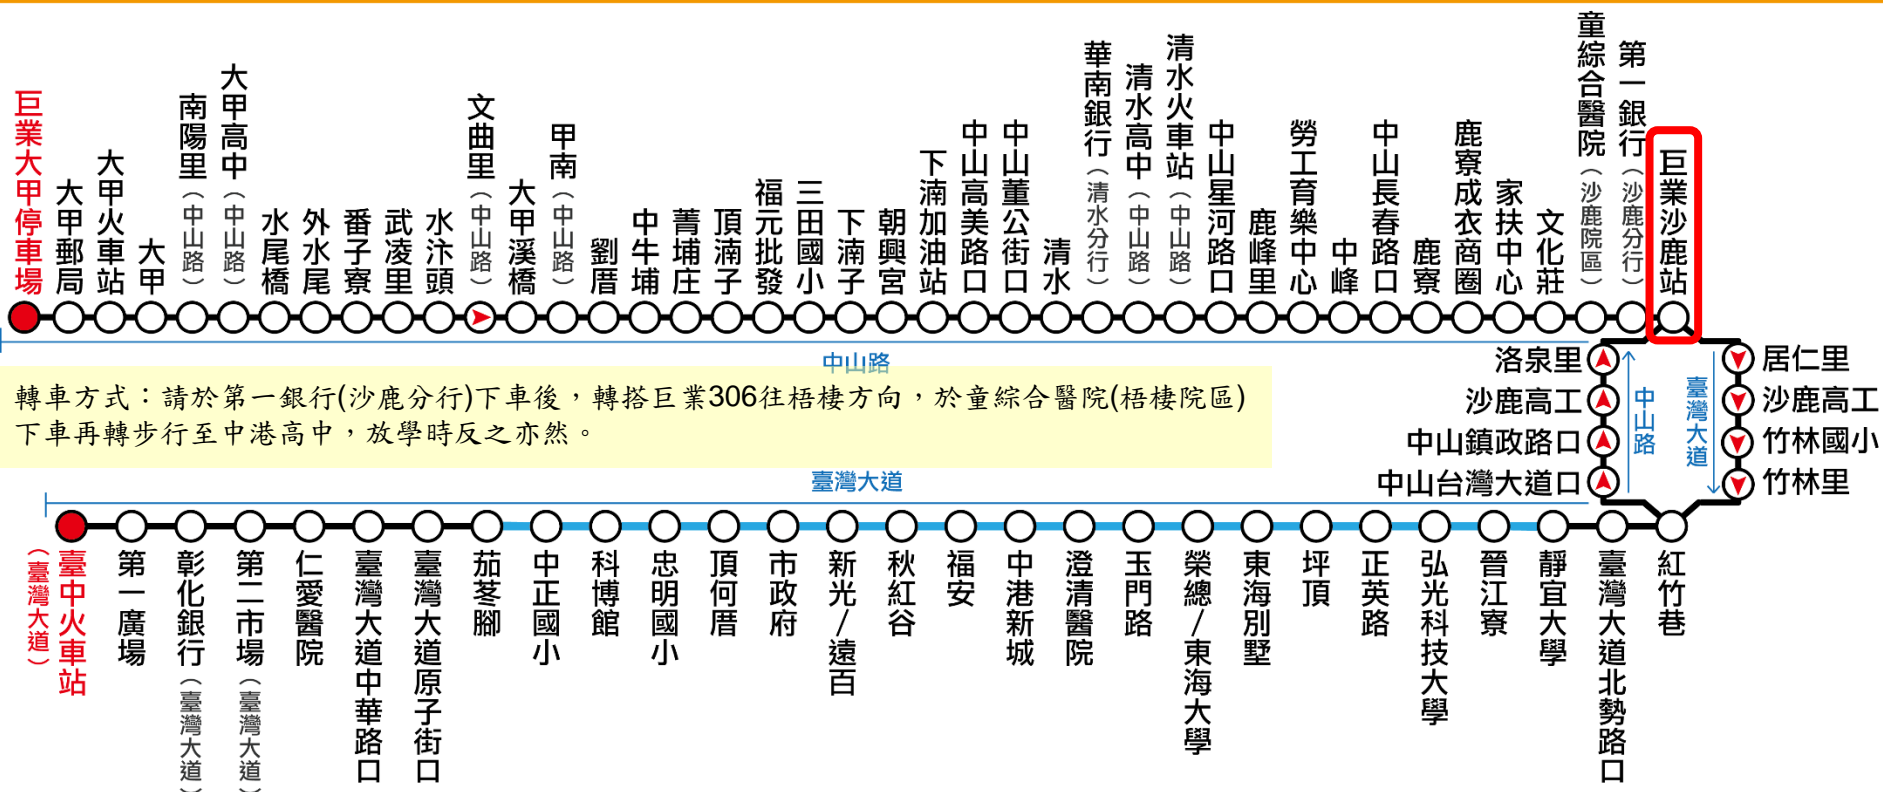 巨業大甲停車場
大甲郵局
大甲火車站
大甲
南陽里（中山路）
大甲高中（中山路）
水尾橋
外水尾
番子寮
武凌里
水汴頭
文曲里（中山路）
大甲溪橋
甲南（中山路）
劉厝
中牛埔
菁埔庄
頂湳子
福元批發
三田國小
下湳子
朝興宮
下湳加油站
中山高美路口
中山董公街口
清水
華南銀行（清水分行）
清水高中（中山路）
清水火車站（中山路）
中山星河路口
鹿峰里
勞工育樂中心
中峰
中山長春路口
鹿寮
鹿寮成衣商圈
家扶中心
文化莊
童綜合醫院（沙鹿院區）
第一銀行（沙鹿分行）
巨業沙鹿站
中山路
轉車方式：請於第一銀行(沙鹿分行)下車後，轉搭巨業306往梧棲方向，於童綜合醫院(梧棲院區)
下車再轉步行至中港高中，放學時反之亦然。
洛泉里
沙鹿高工
中山鎮政路口
中山台灣大道口
中山路
臺灣大道
居仁里
沙鹿高工
竹林國小
竹林里
臺灣大道
臺中火車站（臺灣大道）
第一廣場
彰化銀行（臺灣大道）
第二市場（臺灣大道）
仁愛醫院
臺灣大道中華路口
臺灣大道原子街口
茄苳腳
中正國小
科博館
忠明國小
頂何厝
市政府
新光/遠百
秋紅谷
福安
中港新城
澄清醫院
玉門路
榮總/東海大學
東海別墅
坪頂
正英路
弘光科技大學
晉江寮
靜宜大學
臺灣大道北勢路口
紅竹巷